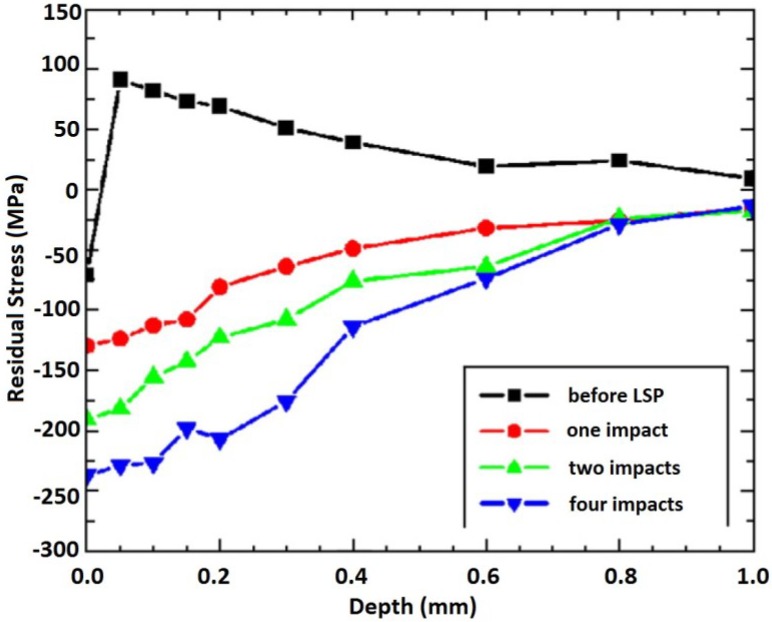 150
100
50
0
-50
-100
-150
-200
-250
-300
Residual Stress (MPa)
before LSP
one impact
two impacts
four impacts
0.0 0.2 0.4 0.6 0.8 1.0
Depth (mm)